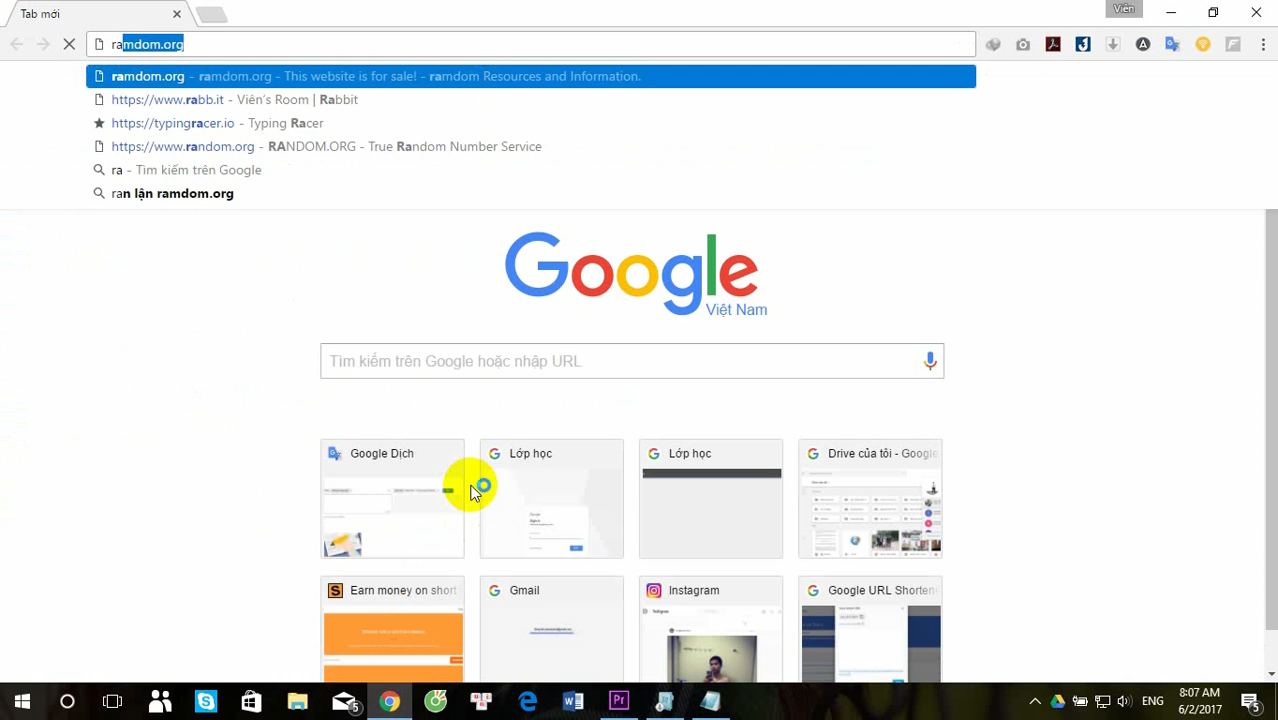 Tab mới
Viên
ramdom.org
ramdom.org - ramdom.org - This website is for sale! - ramdom Resources and Information.
https://www.rabb.it - Viên's Room | Rabbit
https://typingracer.io - Typing Racer
https://www.random.org - RANDOM.ORG - True Random Number Service
ra - Tìm kiếm trên Google
ran lận ramdom.org
Google
Việt Nam
Tìm kiếm trên Google hoặc nhập URL
Google Dịch
Lớp học
Lớp học
Drive của tôi - Google
Earn money on short
Gmail
Instagram
Google URL Shorten
ENG
8:07 AM
6/2/2017
5
5